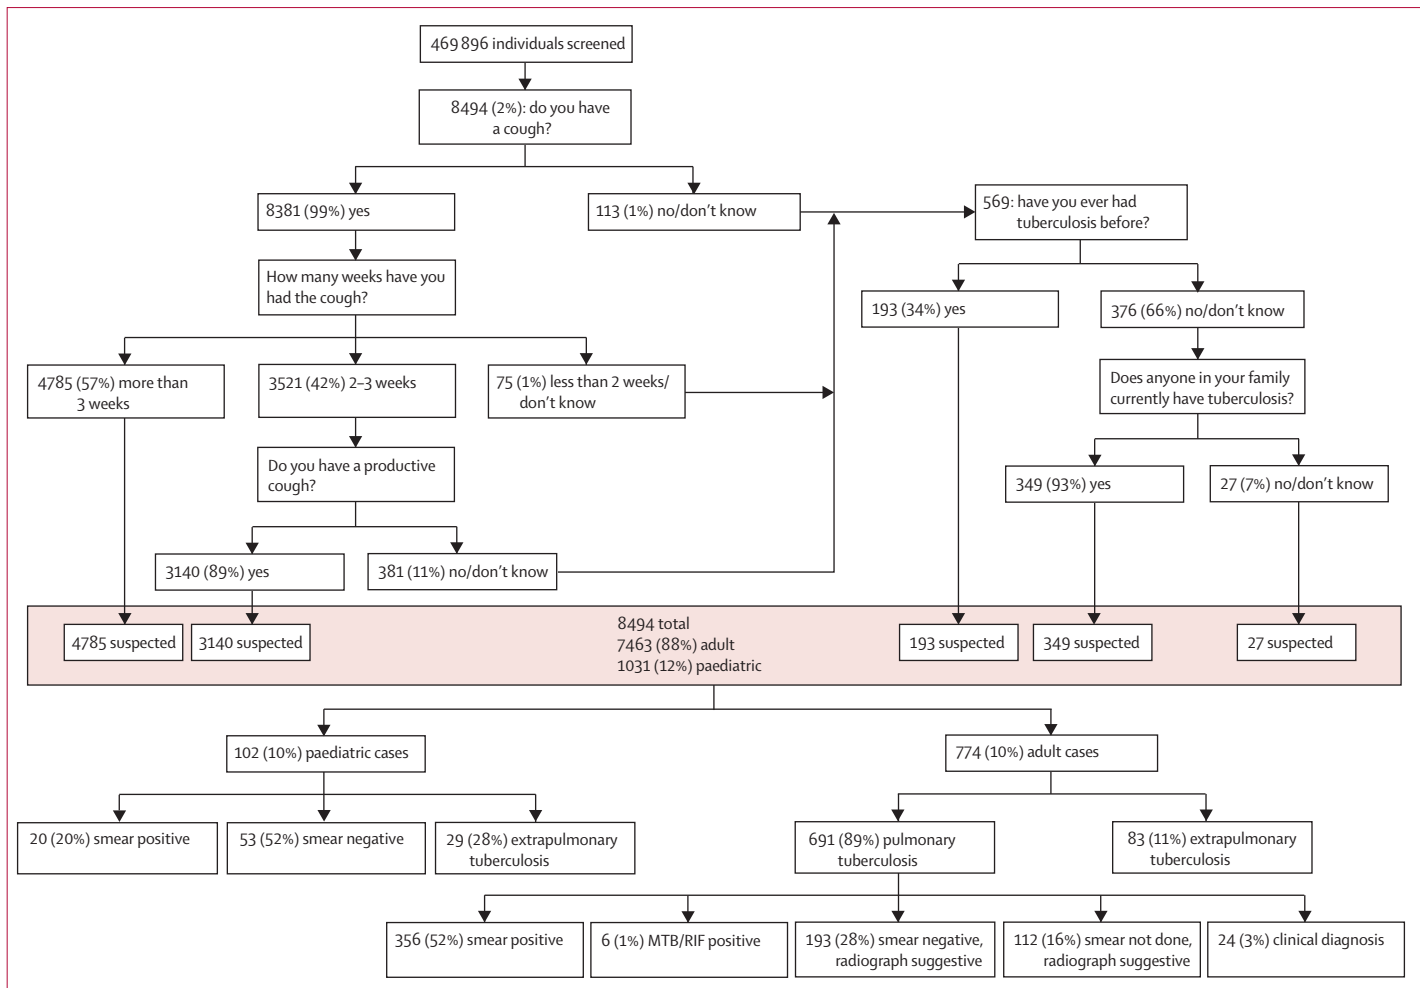 469 896 individuals screened
8494 (2%): do you have
a cough?
8381 (99%) yes
113 (1%) no/don't know
569: have you ever had
tuberculosis before?
How many weeks have you
had the cough?
193 (34%) yes
376 (66%) no/don't know
4785 (57%) more than
3 weeks
3521 (42%) 2–3 weeks
75 (1%) less than 2 weeks/
don't know
Does anyone in your family
currently have tuberculosis?
Do you have a productive
cough?
349 (93%) yes
27 (7%) no/don't know
3140 (89%) yes
381 (11%) no/don't know
4785 suspected
3140 suspected
8494 total
7463 (88%) adult
1031 (12%) paediatric
193 suspected
349 suspected
27 suspected
102 (10%) paediatric cases
774 (10%) adult cases
20 (20%) smear positive
53 (52%) smear negative
29 (28%) extrapulmonary
tuberculosis
691 (89%) pulmonary
tuberculosis
83 (11%) extrapulmonary
tuberculosis
356 (52%) smear positive
6 (1%) MTB/RIF positive
193 (28%) smear negative,
radiograph suggestive
112 (16%) smear not done,
radiograph suggestive
24 (3%) clinical diagnosis